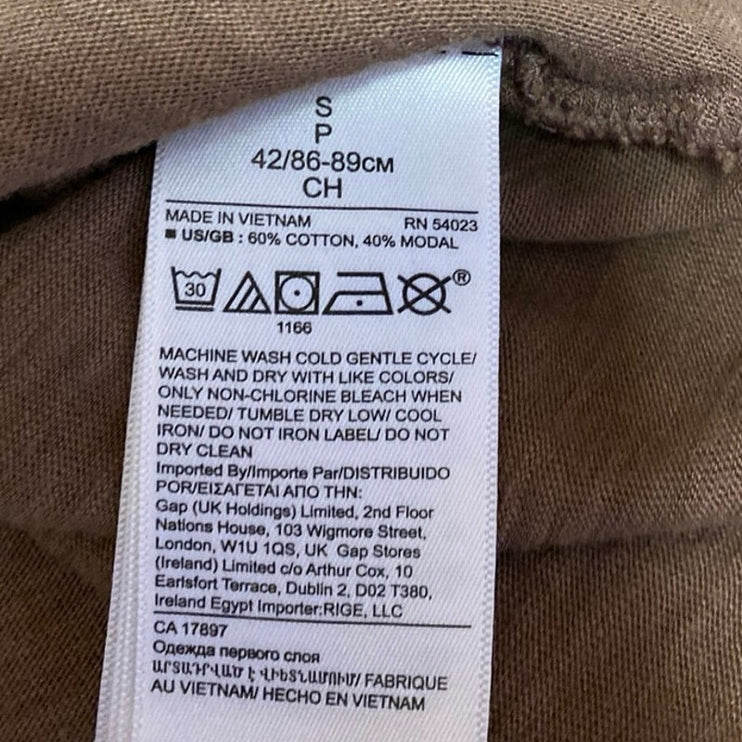 S
P
42/86-89CM
CH
MADE IN VIETNAM RN 54023
■ US/GB : 60% COTTON, 40% MODAL
30 ®
1166
MACHINE WASH COLD GENTLE CYCLE/
WASH AND DRY WITH LIKE COLORS/
ONLY NON-CHLORINE BLEACH WHEN
NEEDED/ TUMBLE DRY LOW/ COOL
IRON/ DO NOT IRON LABEL/ DO NOT
DRY CLEAN
Imported By/Importe Par/DISTRIBUIDO
POR/ΕΙΣΑΓΕΤΑΙ ΑΠΟ ΤΗΝ:
Gap (UK Holdings) Limited, 2nd Floor
Nations House, 103 Wigmore Street,
London, W1U 1QS, UK Gap Stores
(Ireland) Limited c/o Arthur Cox, 10
Earlsfort Terrace, Dublin 2, D02 T380,
Ireland Egypt Importer:RIGE, LLC
CA 17897
Одежда первого слоя
ԱՐՏԱԴՐՎԱԾ Է ՎԻԵՏՆԱՄՈՒՄ/ FABRIQUE
AU VIETNAM/ HECHO EN VIETNAM